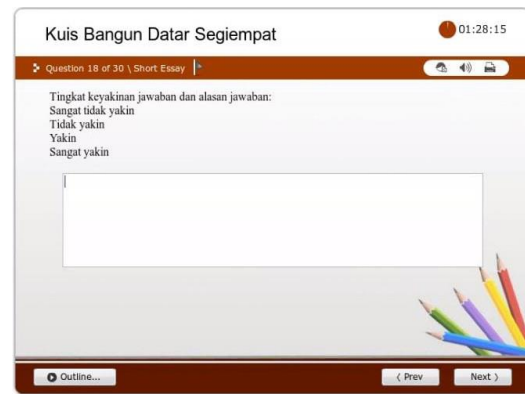 Kuis Bangun Datar Segiempat
01:28:15
Question 18 of 30 \ Short Essay
Tingkat keyakinan jawaban dan alasan jawaban:
Sangat tidak yakin
Tidak yakin
Yakin
Sangat yakin
Outline...
Prev
Next